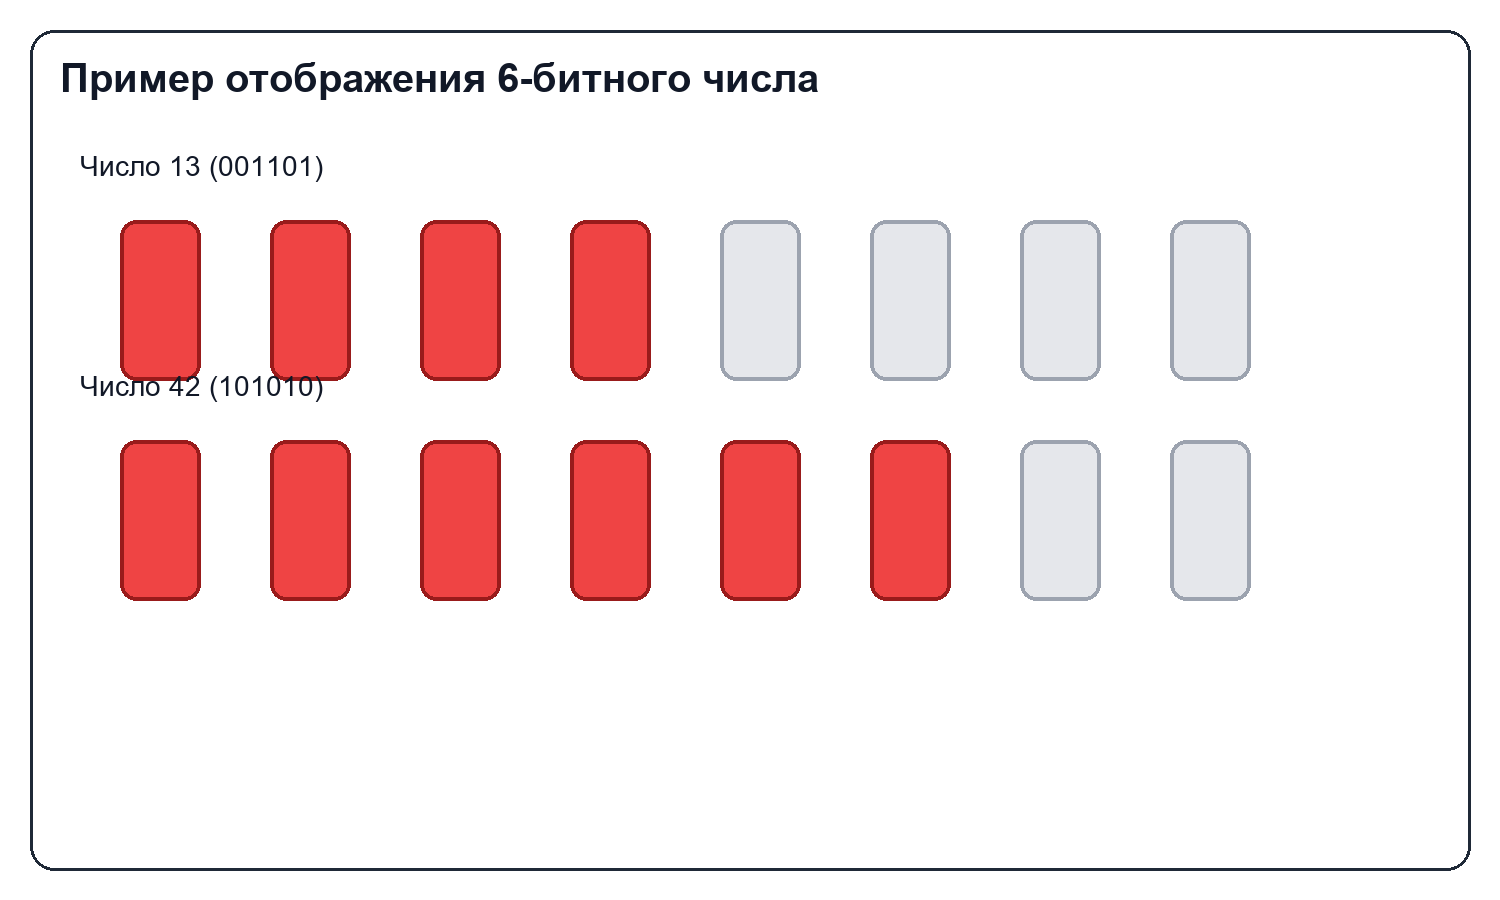 Пример отображения 6-битного числа
Число 13 (001101)
Число 42 (101010)